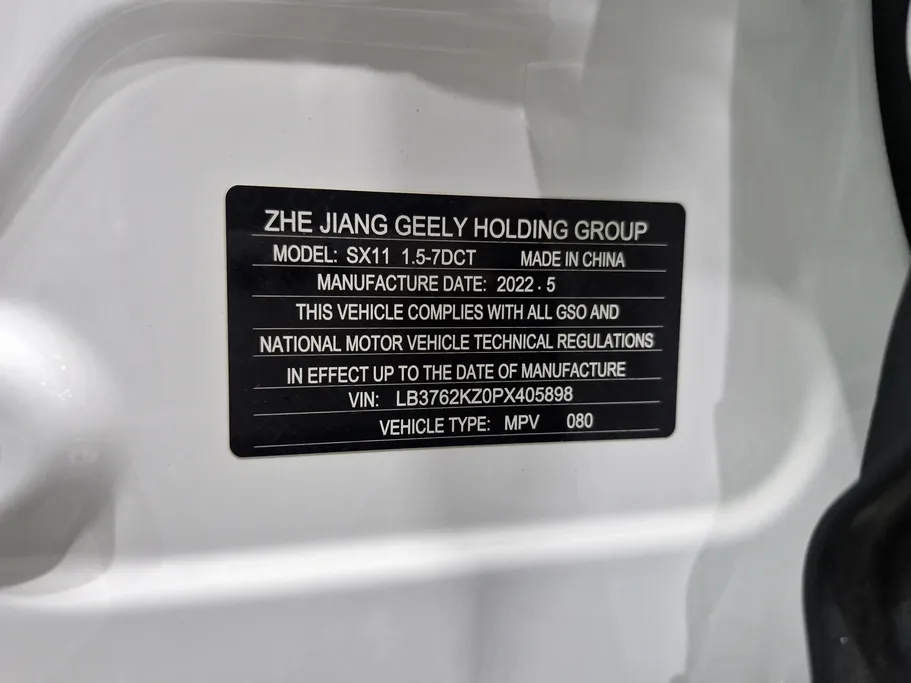 ZHE JIANG GEELY HOLDING GROUP
MODEL: SX11 1.5-7DCT MADE IN CHINA
MANUFACTURE DATE: 2022 . 5
THIS VEHICLE COMPLIES WITH ALL GSO AND
NATIONAL MOTOR VEHICLE TECHNICAL REGULATIONS
IN EFFECT UP TO THE DATE OF MANUFACTURE
VIN: LB3762KZ0PX405898
VEHICLE TYPE: MPV 080